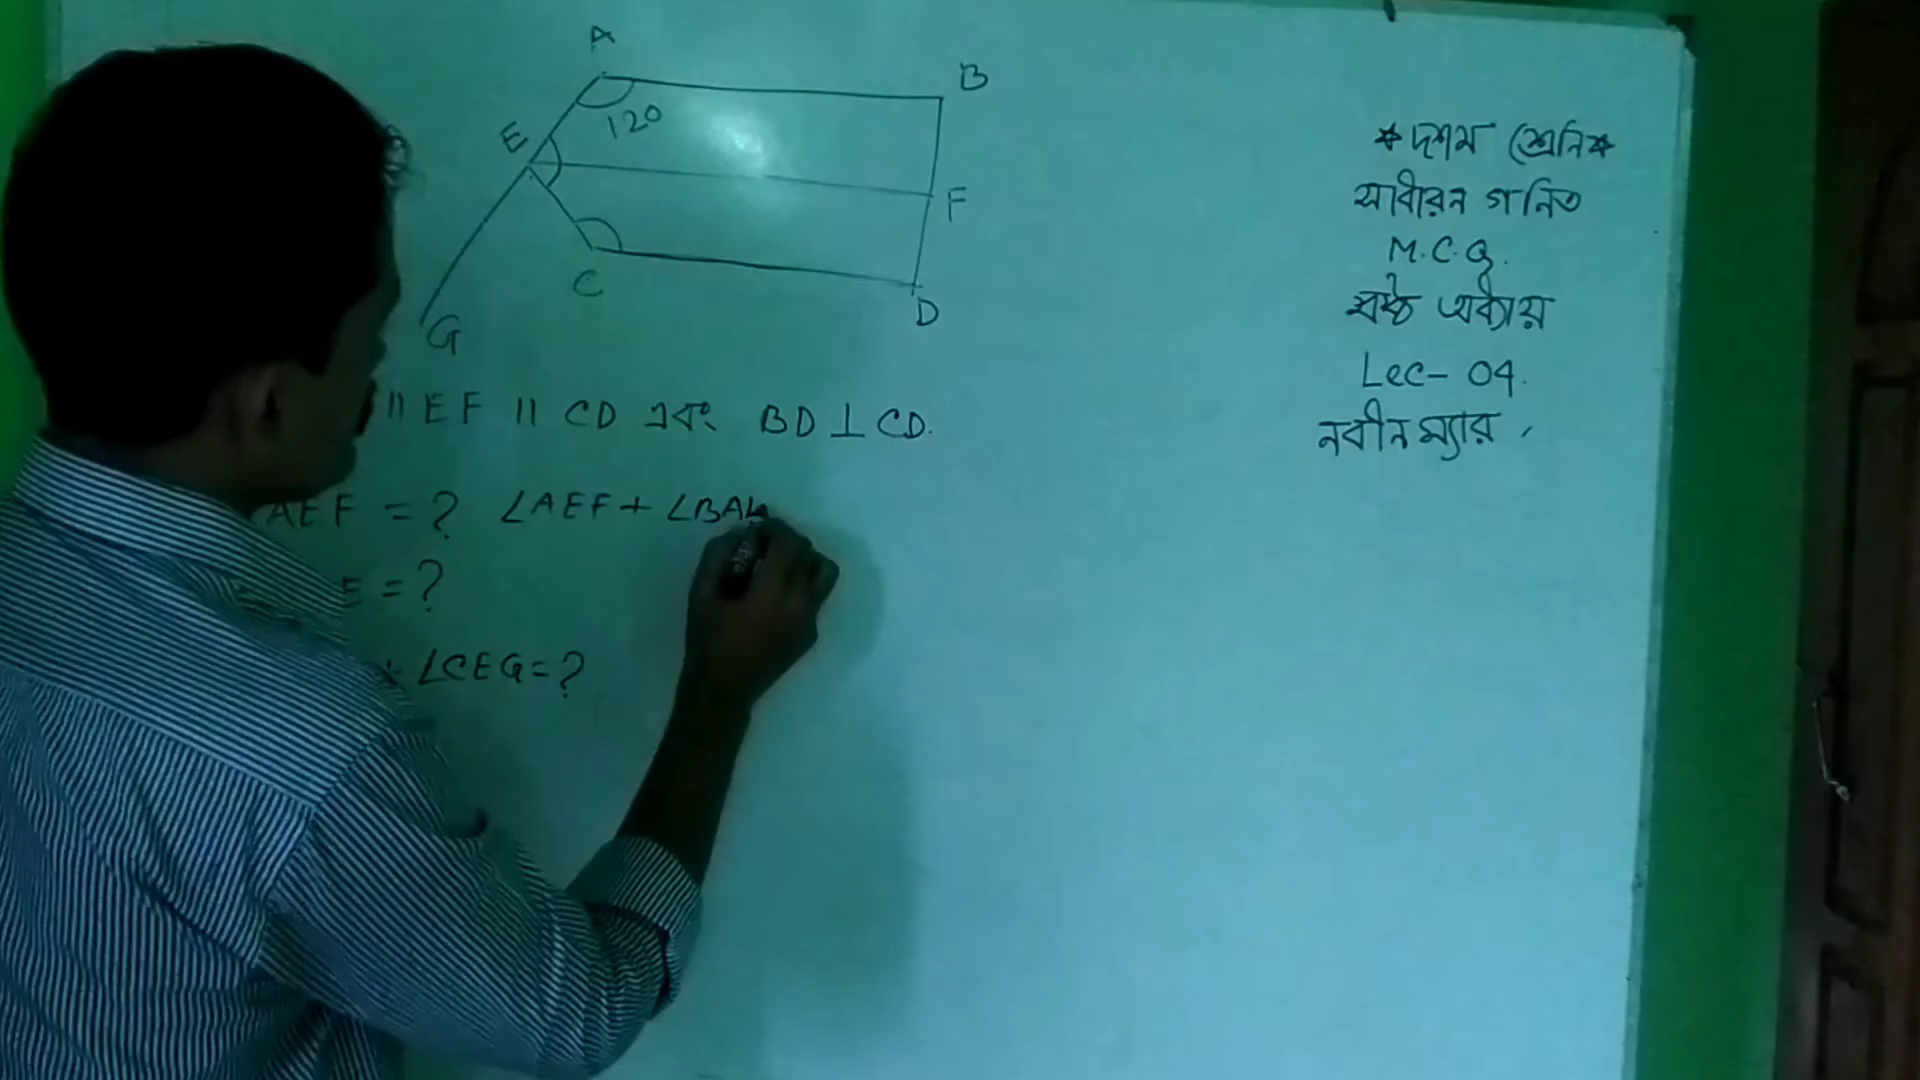 A
B
E
120
F
C
D
G
|| EF || CD এবং BD ⊥ CD.
AEF = ? ∠AEF + ∠BA
E = ?
+ ∠CEG = ?
* দশম শ্রেনি *
সাধারন গনিত
M.C.Q.
ষষ্ঠ অধ্যায়
Lec- 04.
নবীন স্যার